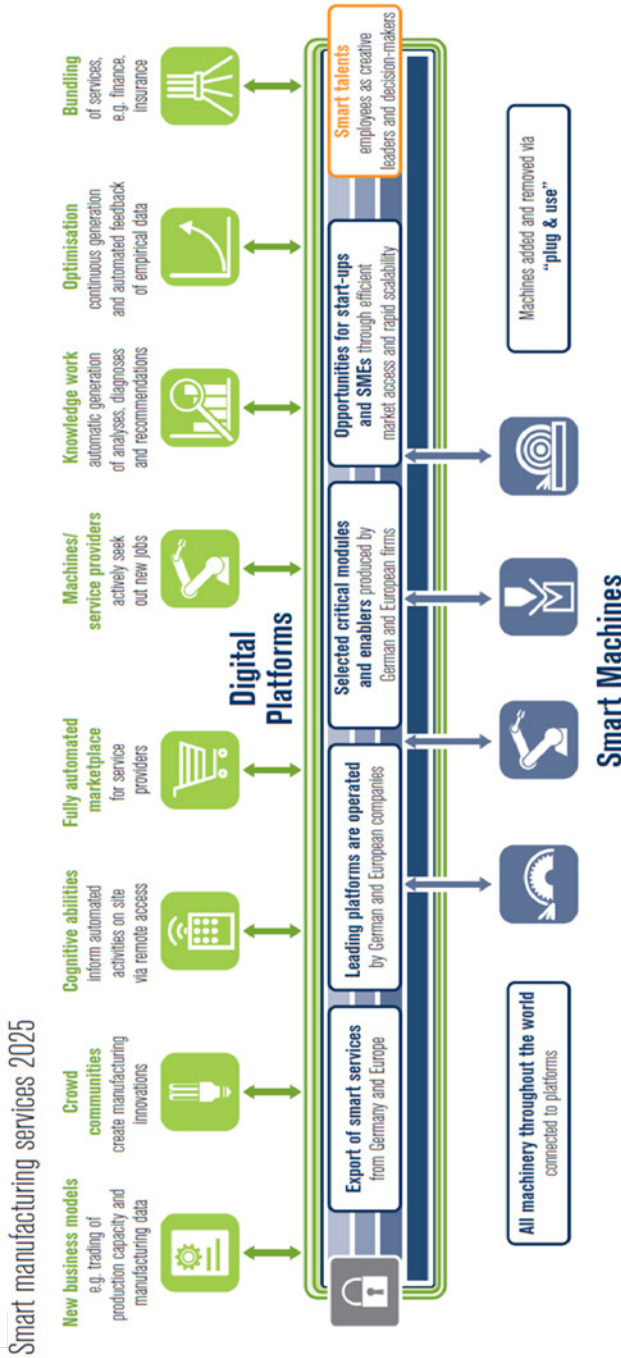 Smart manufacturing services 2025
New business models
e.g. trading of
production capacity and
manufacturing data
Crowd
communities
create manufacturing
innovations
Cognitive abilities
inform automated
activities on site
via remote access
Fully automated
marketplace
for service
providers
Machines/
service providers
actively seek
out new jobs
Knowledge work
automatic generation
of analyses, diagnoses
and recommendations
Optimisation
continuous generation
and automated feedback
of empirical data
Bundling
of services,
e.g. finance,
insurance
Digital
Platforms
Export of smart services
from Germany and Europe
Leading platforms are operated
by German and European companies
Selected critical modules
and enablers produced by
German and European firms
Opportunities for start-ups
and SMEs through efficient
market access and rapid scalability
Smart talents
employees as creative
leaders and decision-makers
All machinery throughout the world
connected to platforms
Machines added and removed via
“plug & use”
Smart Machines